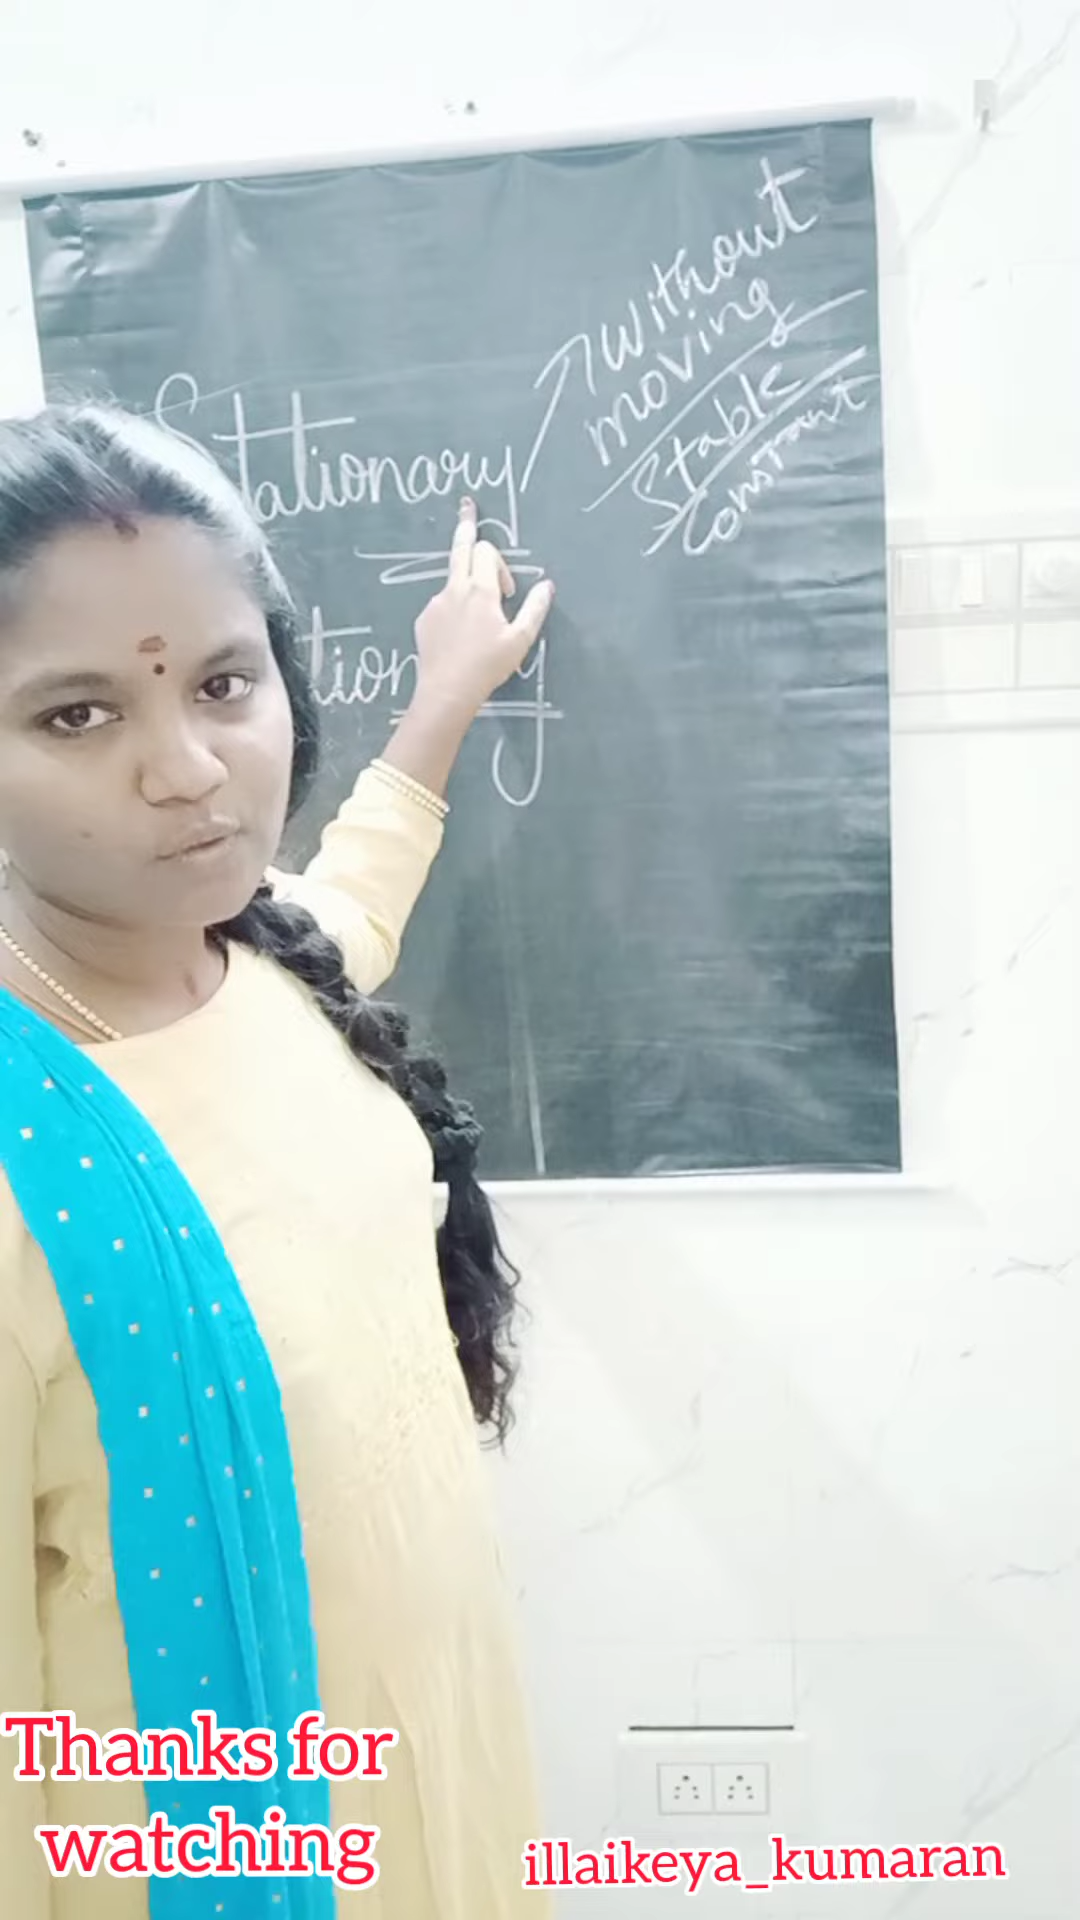 Without
moving
Stable
Constant
Stationary
Thanks for
watching
illaikeya_kumaran